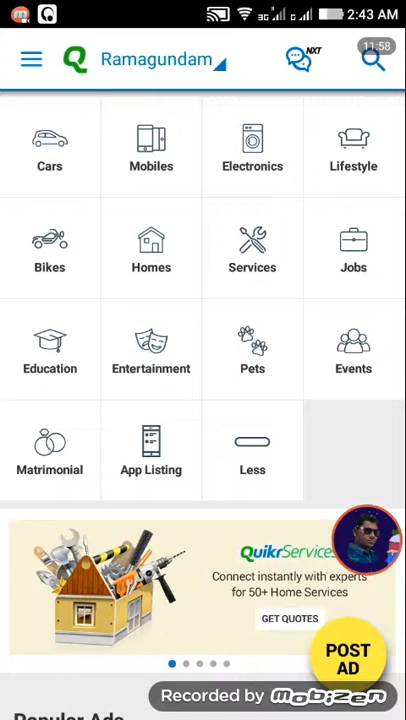 3G G 2:43 AM
Q Ramagundam NXT 11:58
Cars Mobiles Electronics Lifestyle
Bikes Homes Services Jobs
Education Entertainment Pets Events
Matrimonial App Listing Less
QuikrServices
Connect instantly with experts
for 50+ Home Services
GET QUOTES
POST
AD
Recorded by mobizen
Popular Ads